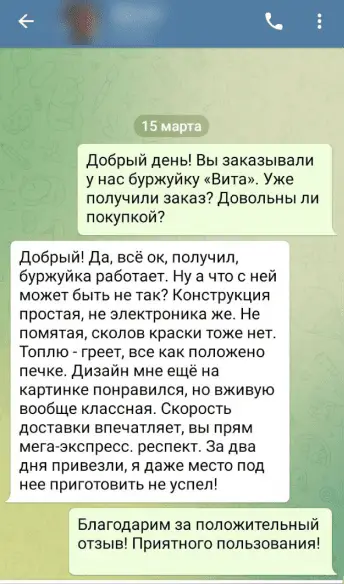 15 марта
Добрый день! Вы заказывали
у нас буржуйку «Вита». Уже
получили заказ? Довольны ли
покупкой?
Добрый! Да, всё ок, получил,
буржуйка работает. Ну а что с ней
может быть не так? Конструкция
простая, не электроника же. Не
помятая, сколов краски тоже нет.
Топлю - греет, все как положено
печке. Дизайн мне ещё на
картинке понравился, но вживую
вообще классная. Скорость
доставки впечатляет, вы прям
мега-экспресс. респект. За два
дня привезли, я даже место под
нее приготовить не успел!
Благодарим за положительный
отзыв! Приятного пользования!